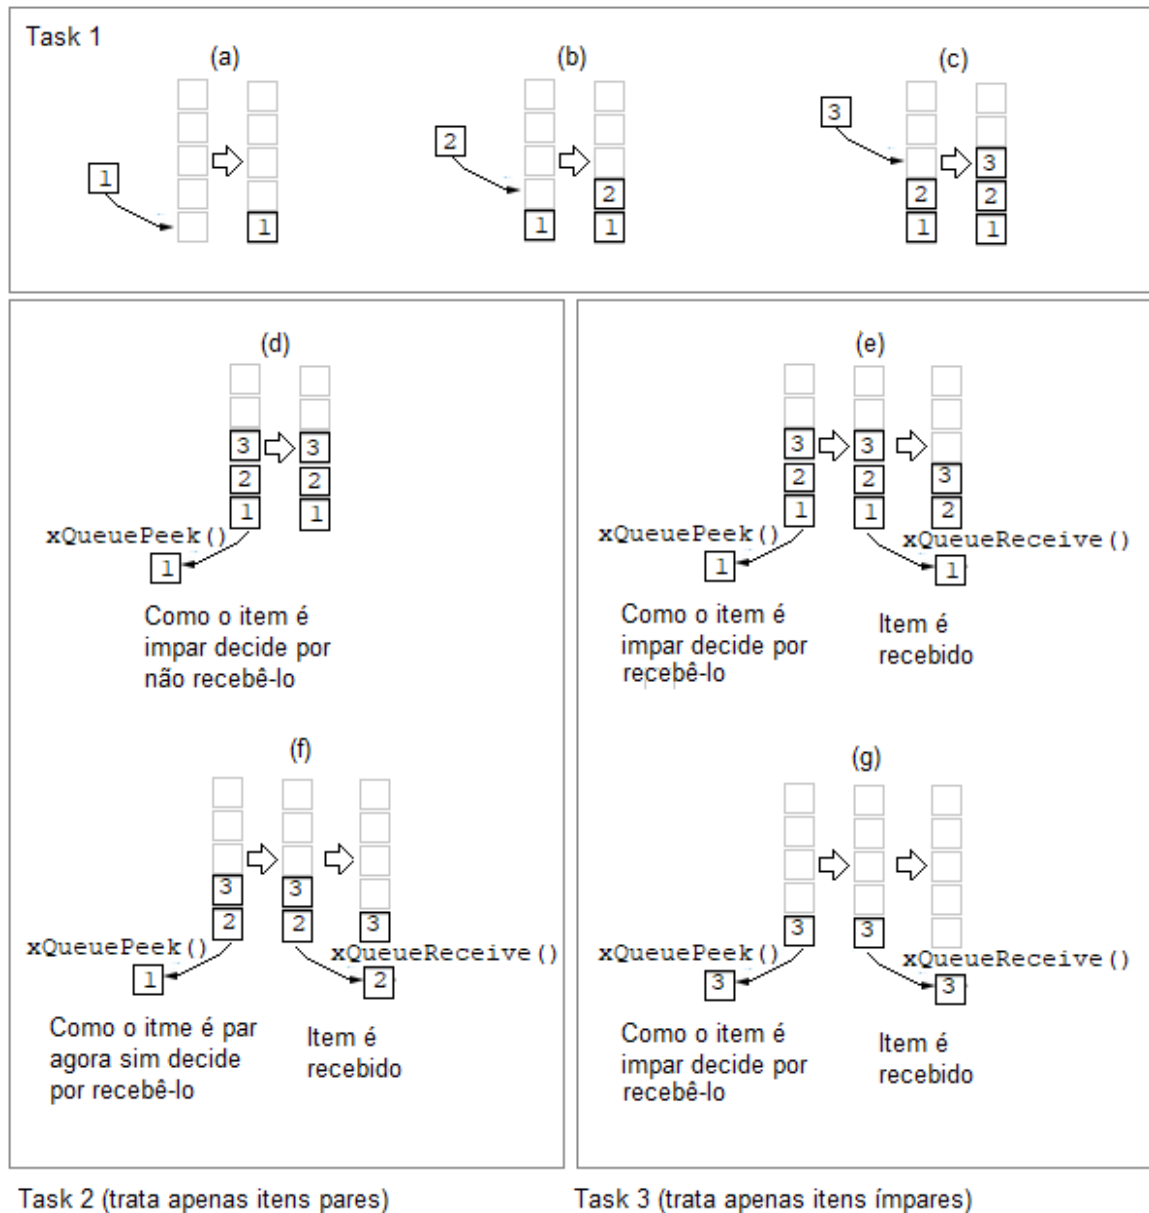 Task 1
(a)
(b)
(c)
1
1
2
1
2
1
3
2
1
3
2
1
(d)
3
2
1
3
2
1
xQueuePeek()
1
Como o item é
impar decide por
não recebê-lo
(e)
3
2
1
3
2
1
3
2
xQueuePeek()
xQueueReceive()
1
1
Como o item é
impar decide por
recebê-lo
Item é
recebido
(f)
3
2
3
2
3
xQueuePeek()
xQueueReceive()
1
2
Como o itme é par
agora sim decide
por recebê-lo
Item é
recebido
(g)
3
3
xQueuePeek()
xQueueReceive()
3
3
Como o item é
impar decide por
recebê-lo
Item é
recebido
Task 2 (trata apenas itens pares)
Task 3 (trata apenas itens ímpares)